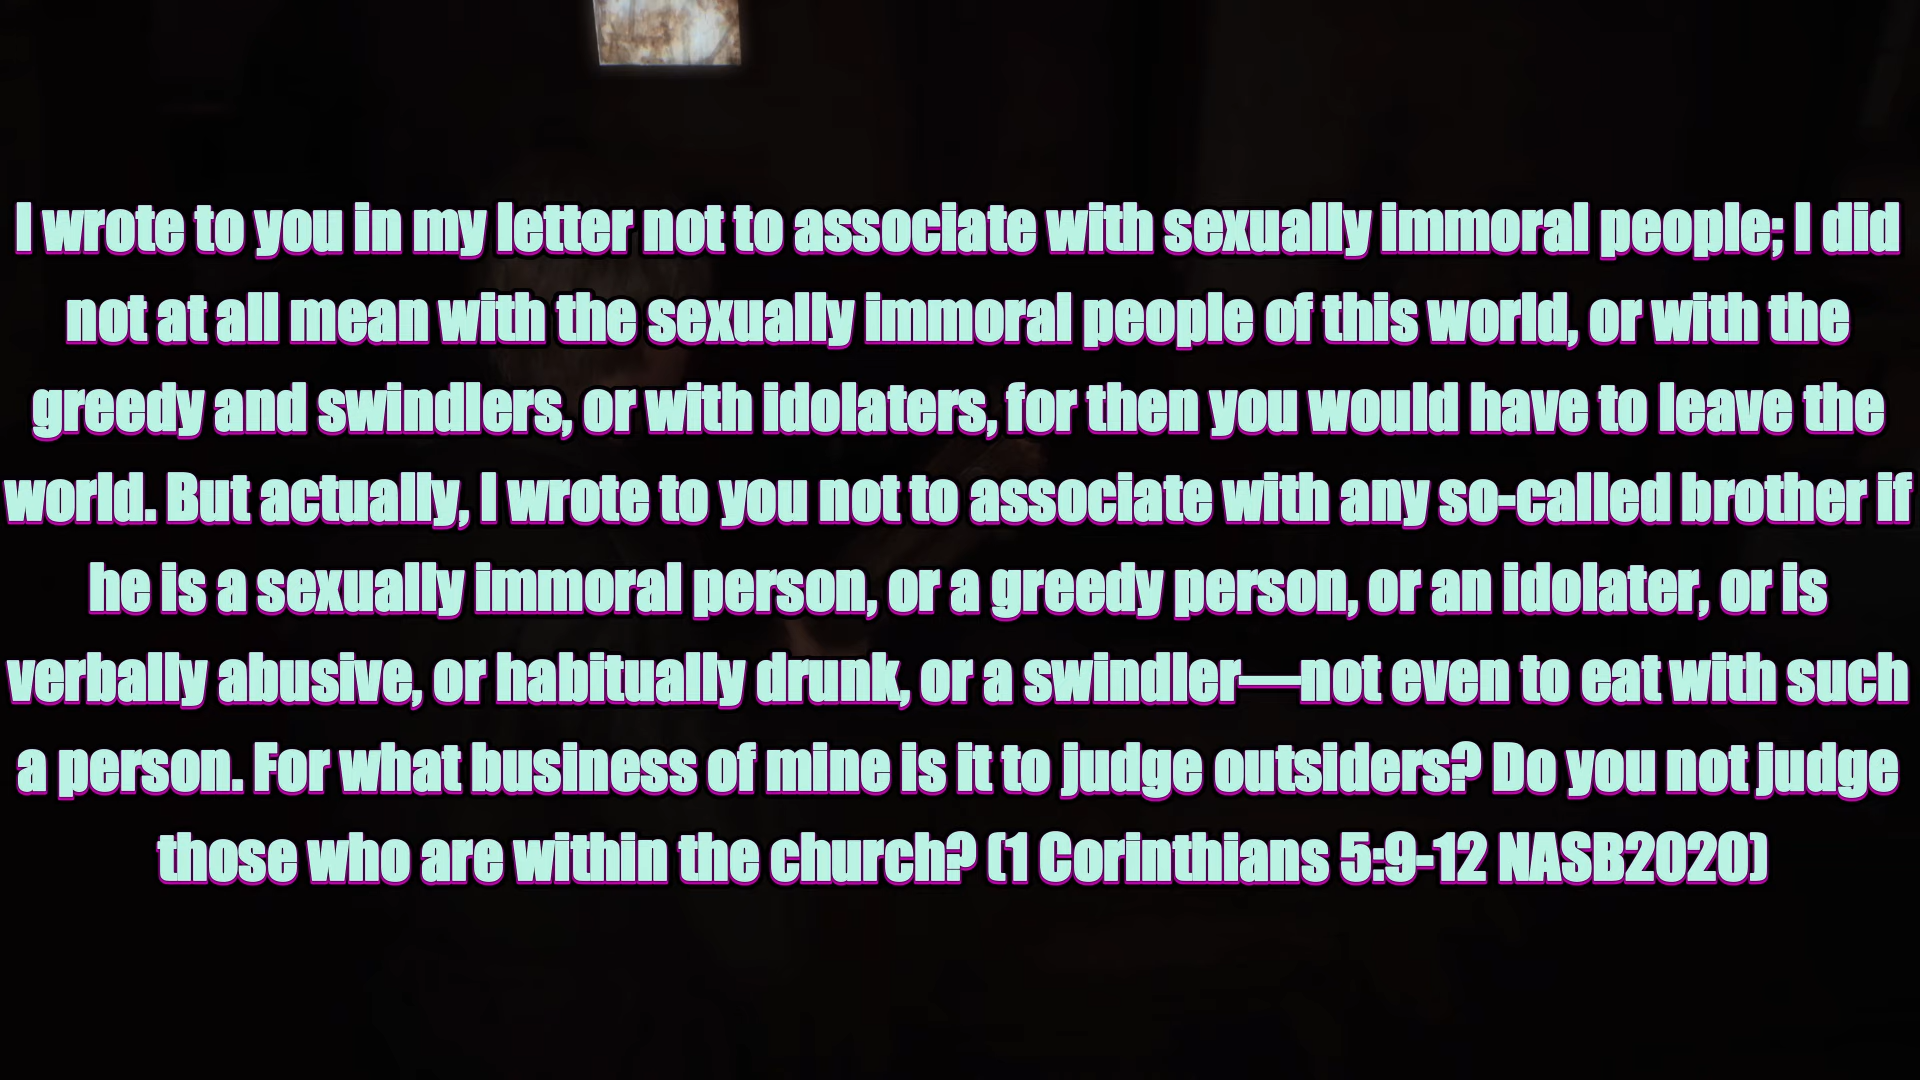 I wrote to you in my letter not to associate with sexually immoral people; I did
not at all mean with the sexually immoral people of this world, or with the
greedy and swindlers, or with idolaters, for then you would have to leave the
world. But actually, I wrote to you not to associate with any so-called brother if
he is a sexually immoral person, or a greedy person, or an idolater, or is
verbally abusive, or habitually drunk, or a swindler—not even to eat with such
a person. For what business of mine is it to judge outsiders? Do you not judge
those who are within the church? (1 Corinthians 5:9-12 NASB2020)